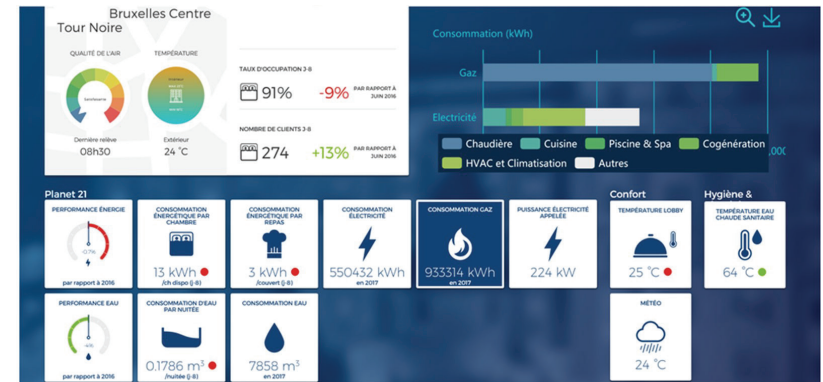 Bruxelles Centre
Tour Noire
QUALITÉ DE L'AIR
TEMPÉRATURE
Dernière relève
08h30
Extérieur
24 °C
TAUX D'OCCUPATION J-8
91%
-9%
PAR RAPPORT À
JUIN 2016
NOMBRE DE CLIENTS J-8
274
+13%
PAR RAPPORT À
JUIN 2016
Consommation (kWh)
Gaz
Electricité
Chaudière
Cuisine
Piscine & Spa
Cogénération
HVAC et Climatisation
Autres
Planet 21
Confort
Hygiène &
PERFORMANCE ÉNERGIE
par rapport à 2016
CONSOMMATION
ÉNERGÉTIQUE PAR
CHAMBRE
13 kWh
/ch dispo (j-8)
CONSOMMATION
ÉNERGÉTIQUE PAR
REPAS
3 kWh
/couvert (j-8)
CONSOMMATION
ÉLECTRICITÉ
550432 kWh
en 2017
CONSOMMATION GAZ
933314 kWh
en 2017
PUISSANCE ÉLECTRICITÉ
APPELÉE
224 kW
TEMPÉRATURE LOBBY
25 °C
TEMPÉRATURE EAU
CHAUDE SANITAIRE
64 °C
PERFORMANCE EAU
par rapport à 2016
CONSOMMATION D'EAU
PAR NUITÉE
0,1786 m³
/nuitée (j-8)
CONSOMMATION EAU
7858 m³
en 2017
MÉTÉO
24 °C